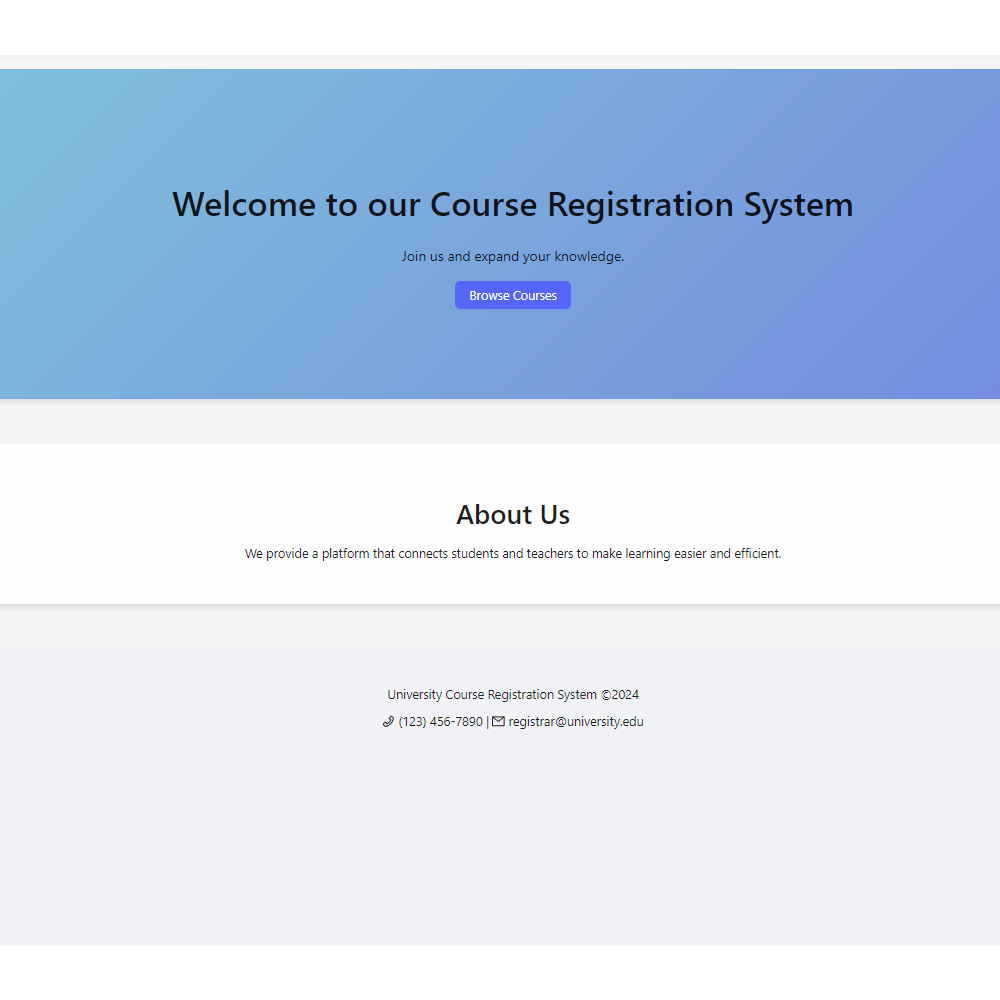 Welcome to our Course Registration System
Join us and expand your knowledge.
Browse Courses
About Us
We provide a platform that connects students and teachers to make learning easier and efficient.
University Course Registration System ©2024
(123) 456-7890 | registrar@university.edu